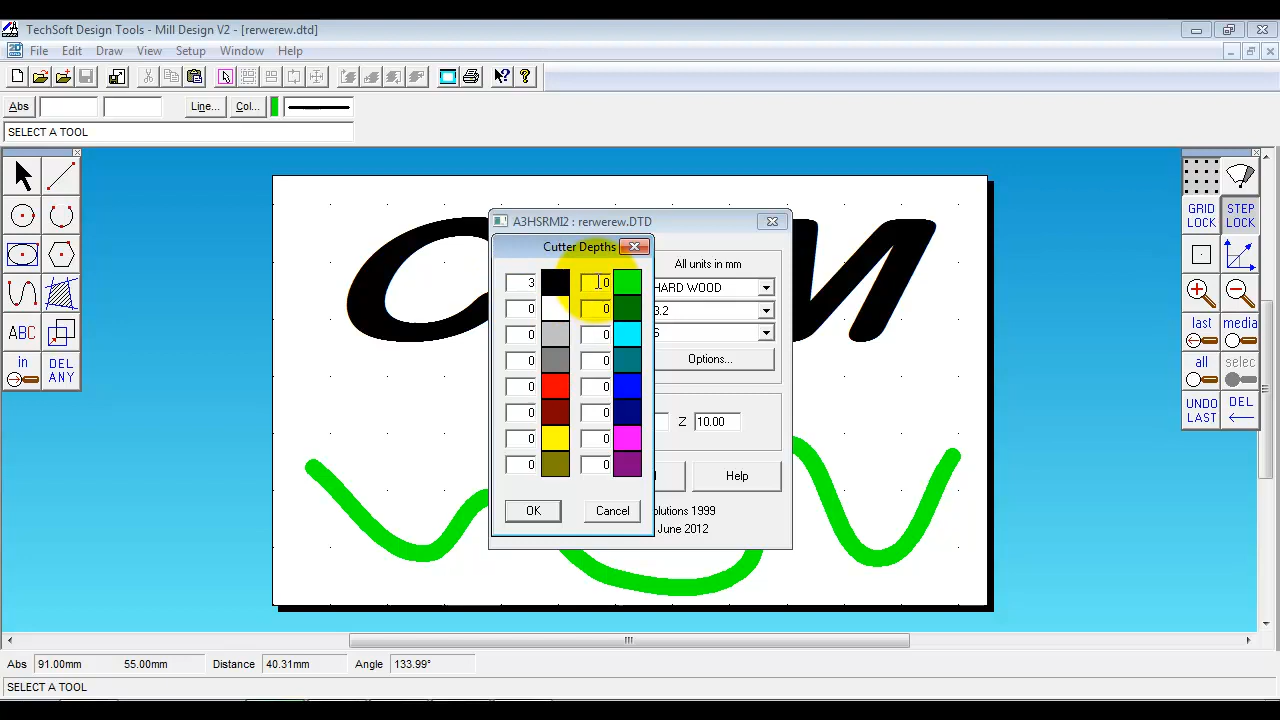 TechSoft Design Tools - Mill Design V2 - [rerwerew.dtd]
File Edit Draw View Setup Window Help
Abs Line... Col...
SELECT A TOOL
A3HSRMI2 : rerwerew.DTD
Cutter Depths
All units in mm
3 0
0 0
0 0
0 0
0 0
0 0
0 0
0 0
OK Cancel
HARD WOOD
3.2
Options...
Z 10.00
Help
June 2012
1999
C M
ABC
in
DEL
ANY
GRID
LOCK
STEP
LOCK
last
media
all
selec
UNDO
LAST
DEL
Abs 91.00mm 55.00mm Distance 40.31mm Angle 133.99°
SELECT A TOOL